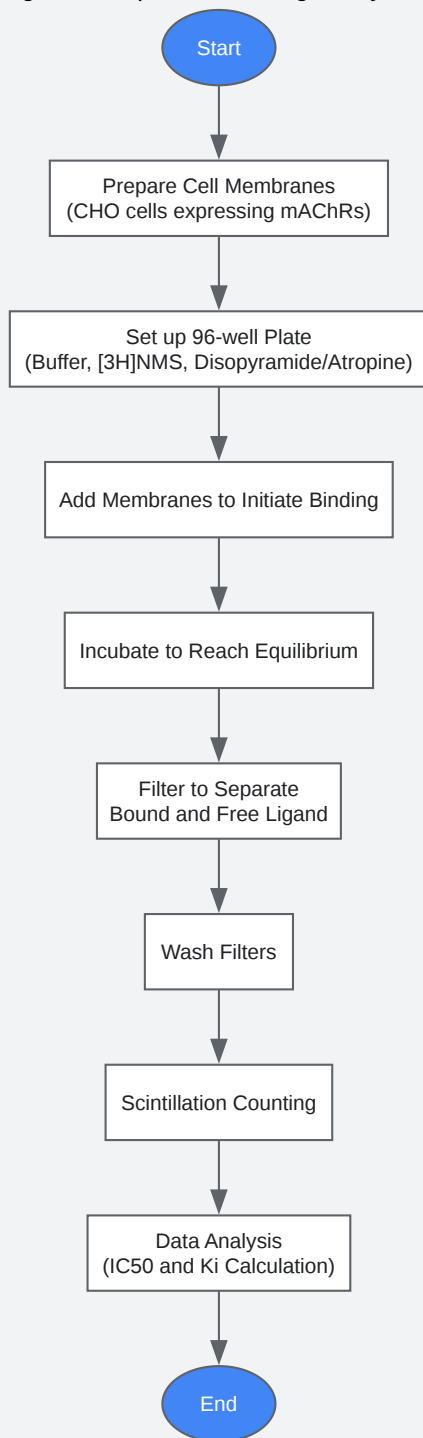 Start
Prepare Cell Membranes
(CHO cells expressing mAChRs)
Set up 96-well Plate
(Buffer, [3H]NMS, Disopyramide/Atropine)
Add Membranes to Initiate Binding
Incubate to Reach Equilibrium
Filter to Separate
Bound and Free Ligand
Wash Filters
Scintillation Counting
Data Analysis
(IC50 and Ki Calculation)
End